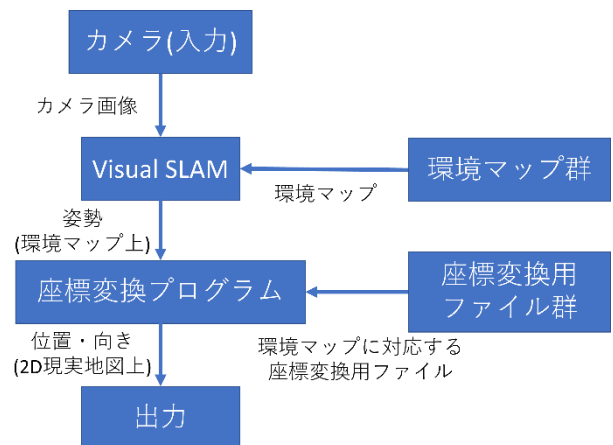 カメラ(入力)
カメラ画像
Visual SLAM
環境マップ群
環境マップ
姿勢
(環境マップ上)
座標変換プログラム
座標変換用
ファイル群
位置・向き
(2D現実地図上)
環境マップに対応する
座標変換用ファイル
出力